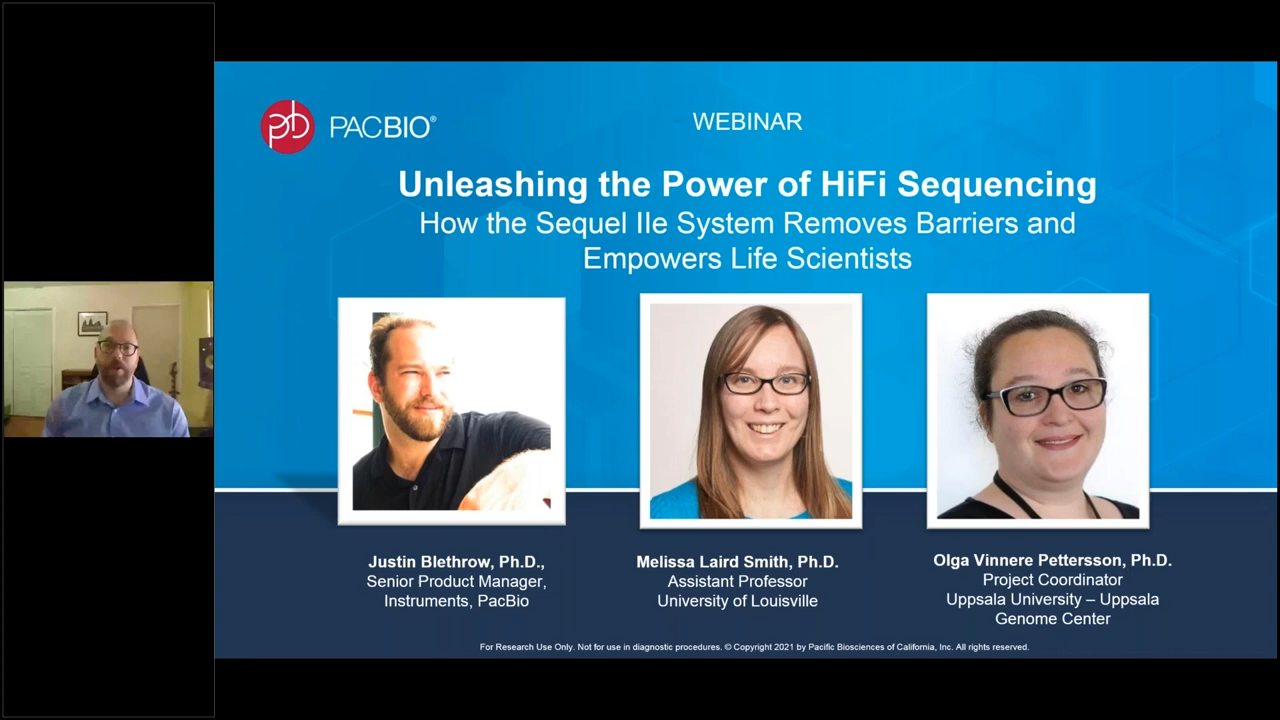 pb PACBIO®
WEBINAR
Unleashing the Power of HiFi Sequencing
How the Sequel IIe System Removes Barriers and
Empowers Life Scientists
Justin Blethrow, Ph.D.,
Senior Product Manager,
Instruments, PacBio
Melissa Laird Smith, Ph.D.
Assistant Professor
University of Louisville
Olga Vinnere Pettersson, Ph.D.
Project Coordinator
Uppsala University – Uppsala
Genome Center
For Research Use Only. Not for use in diagnostic procedures. © Copyright 2021 by Pacific Biosciences of California, Inc. All rights reserved.